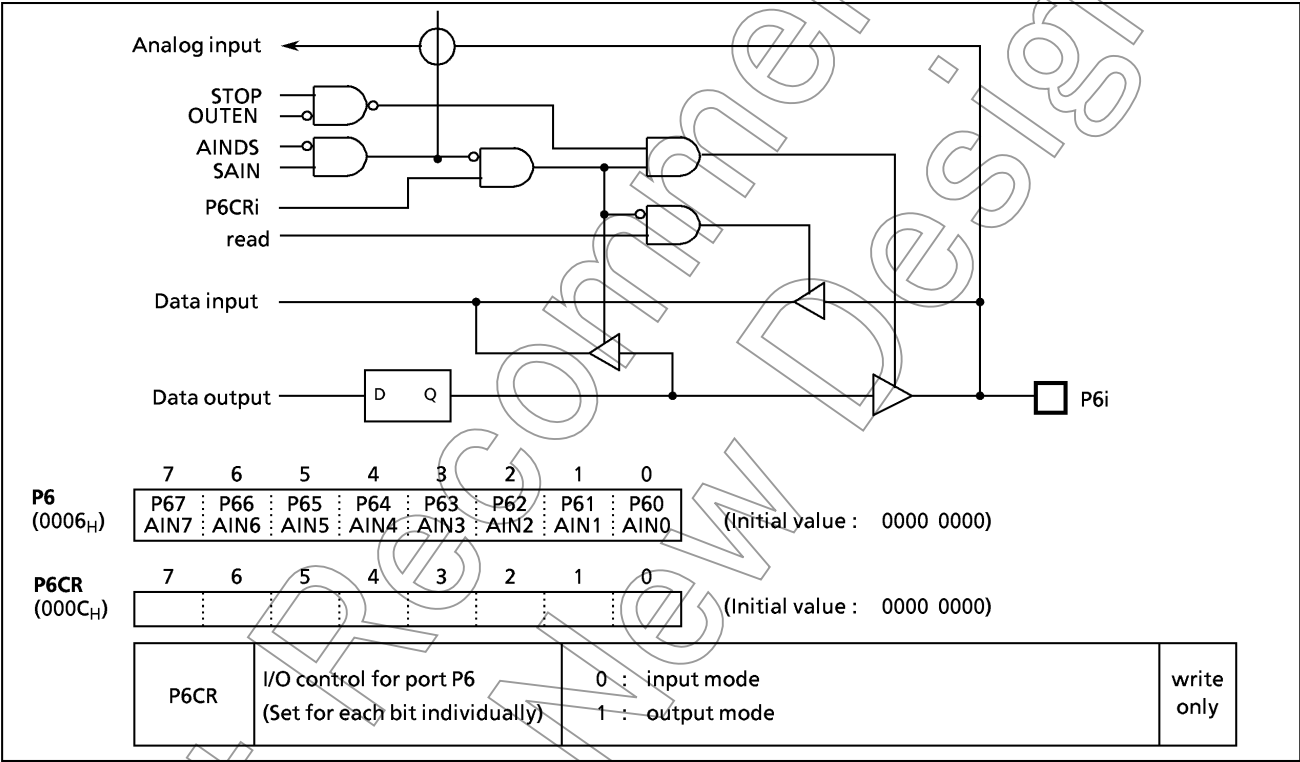 Analog input
STOP
OUTEN
AINDS
SAIN
P6CRi
read
Data input
Data output
D Q
P6i
7 6 5 4 3 2 1 0
P6
(0006H)
P67 P66 P65 P64 P63 P62 P61 P60
AIN7 AIN6 AIN5 AIN4 AIN3 AIN2 AIN1 AIN0
(Initial value : 0000 0000)
7 6 5 4 3 2 1 0
P6CR
(000CH)
(Initial value : 0000 0000)
P6CR
I/O control for port P6
(Set for each bit individually)
0 : input mode
1 : output mode
write
only